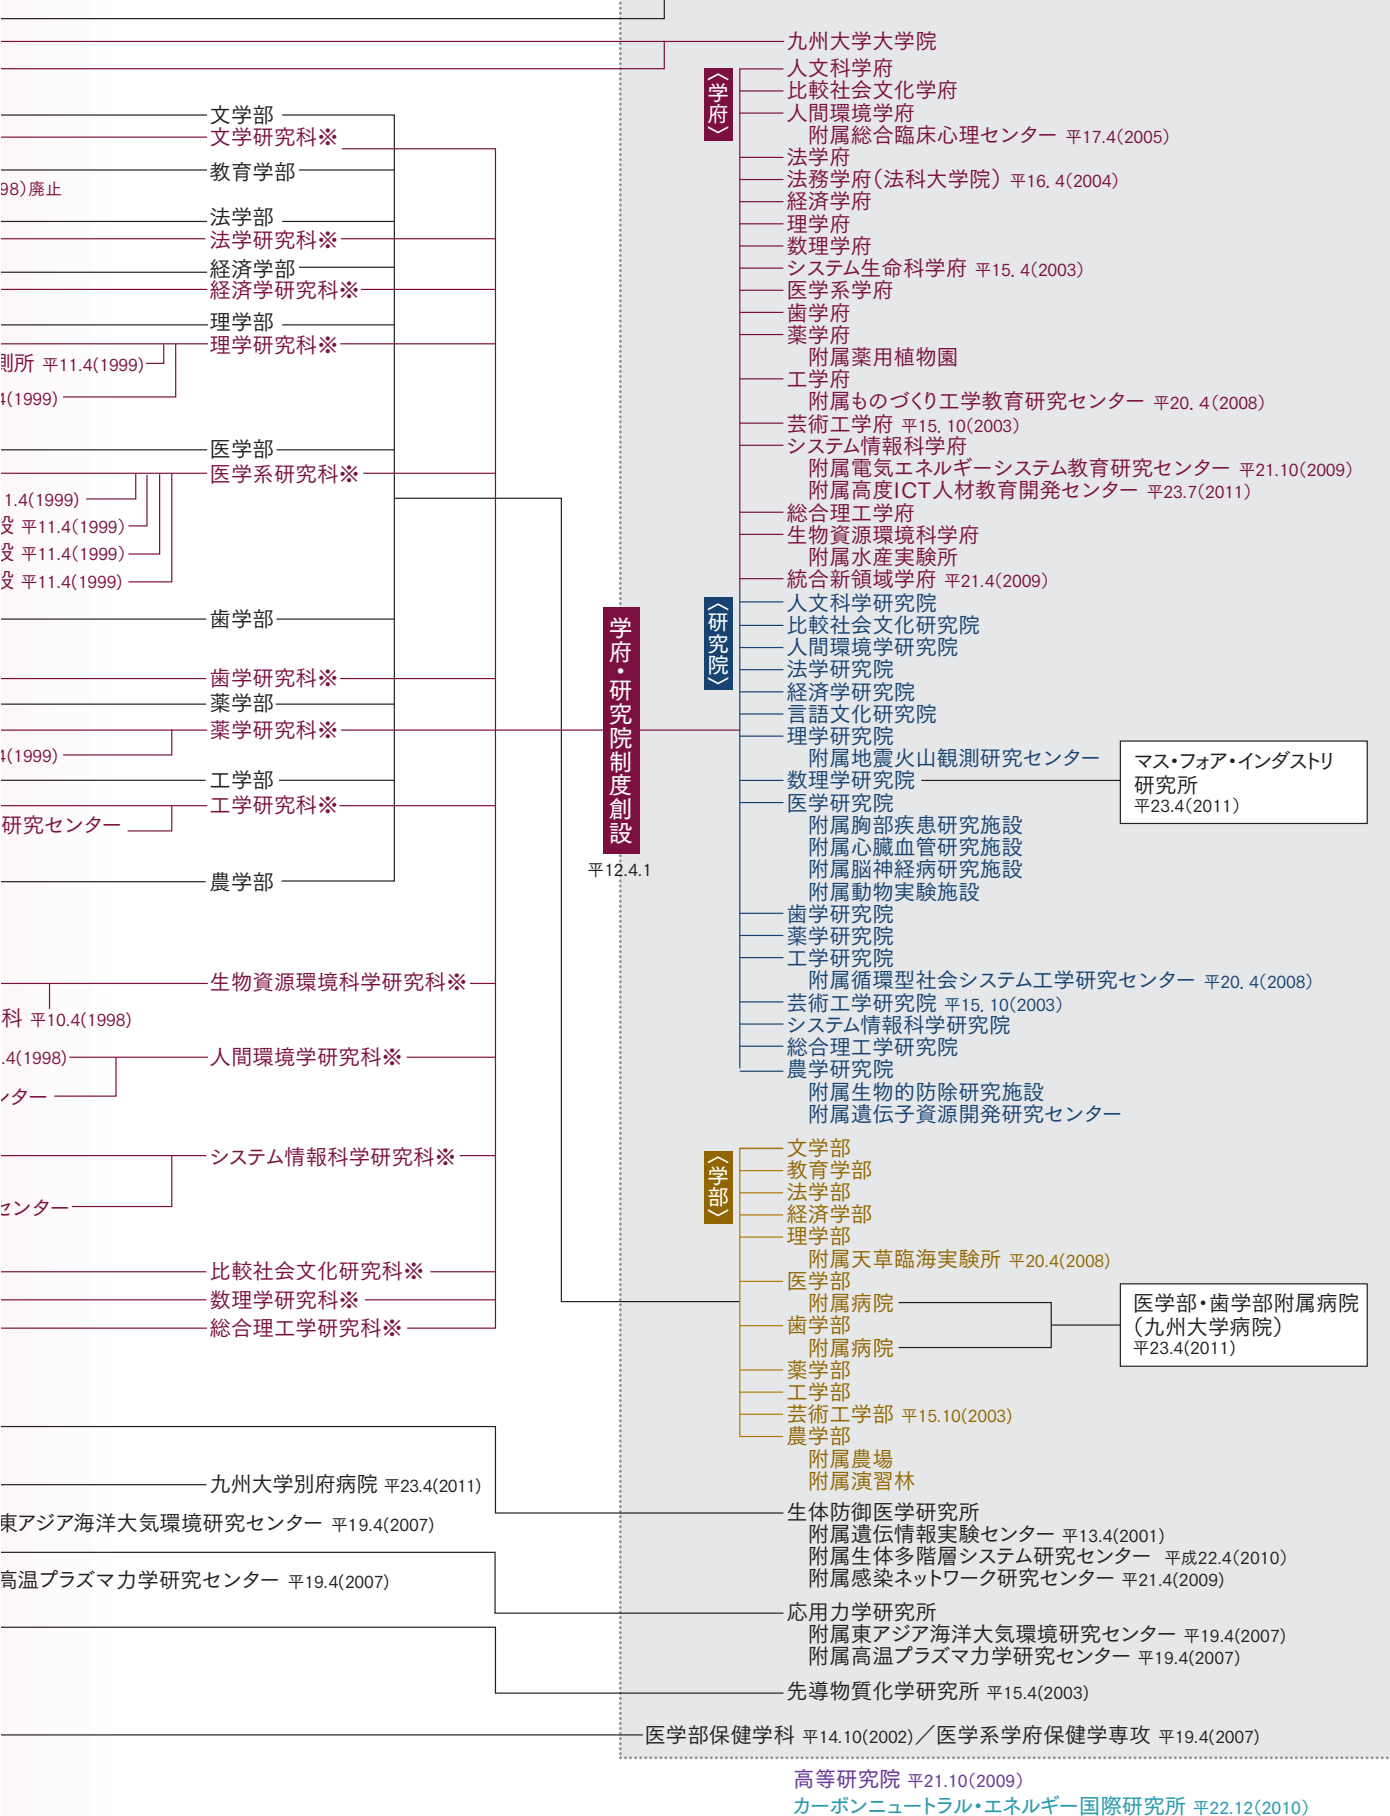 98)廃止
測所 平11.4(1999)
4(1999)
1.4(1999)
設 平11.4(1999)
設 平11.4(1999)
設 平11.4(1999)
4(1999)
研究センター
科 平10.4(1998)
.4(1998)
ンター
センター
文学部
文学研究科※
教育学部
法学部
法学研究科※
経済学部
経済学研究科※
理学部
理学研究科※
医学部
医学系研究科※
歯学部
歯学研究科※
薬学部
薬学研究科※
工学部
工学研究科※
農学部
生物資源環境科学研究科※
人間環境学研究科※
システム情報科学研究科※
比較社会文化研究科※
数理学研究科※
総合理工学研究科※
九州大学別府病院 平23.4(2011)
東アジア海洋大気環境研究センター 平19.4(2007)
高温プラズマ力学研究センター 平19.4(2007)
学府・研究院制度創設
平12.4.1
九州大学大学院
〈学府〉
人文科学府
比較社会文化学府
人間環境学府
附属総合臨床心理センター 平17.4(2005)
法学府
法務学府(法科大学院) 平16.4(2004)
経済学府
理学府
数理学府
システム生命科学府 平15.4(2003)
医学系学府
歯学府
薬学府
附属薬用植物園
工学府
附属ものづくり工学教育研究センター 平20.4(2008)
芸術工学府 平15.10(2003)
システム情報科学府
附属電気エネルギーシステム教育研究センター 平21.10(2009)
附属高度ICT人材教育開発センター 平23.7(2011)
総合理工学府
生物資源環境科学府
附属水産実験所
統合新領域学府 平21.4(2009)
〈研究院〉
人文科学研究院
比較社会文化研究院
人間環境学研究院
法学研究院
経済学研究院
言語文化研究院
理学研究院
附属地震火山観測研究センター
数理学研究院
マス・フォア・インダストリ
研究所
平23.4(2011)
医学研究院
附属胸部疾患研究施設
附属心臓血管研究施設
附属脳神経病研究施設
附属動物実験施設
歯学研究院
薬学研究院
工学研究院
附属循環型社会システム工学研究センター 平20.4(2008)
芸術工学研究院 平15.10(2003)
システム情報科学研究院
総合理工学研究院
農学研究院
附属生物的防除研究施設
附属遺伝子資源開発研究センター
〈学部〉
文学部
教育学部
法学部
経済学部
理学部
附属天草臨海実験所 平20.4(2008)
医学部
附属病院
歯学部
附属病院
医学部・歯学部附属病院
(九州大学病院)
平23.4(2011)
薬学部
工学部
芸術工学部 平15.10(2003)
農学部
附属農場
附属演習林
生体防御医学研究所
附属遺伝情報実験センター 平13.4(2001)
附属生体多階層システム研究センター 平成22.4(2010)
附属感染ネットワーク研究センター 平21.4(2009)
応用力学研究所
附属東アジア海洋大気環境研究センター 平19.4(2007)
附属高温プラズマ力学研究センター 平19.4(2007)
先導物質化学研究所 平15.4(2003)
医学部保健学科 平14.10(2002)/医学系学府保健学専攻 平19.4(2007)
高等研究院 平21.10(2009)
カーボンニュートラル・エネルギー国際研究所 平22.12(2010)